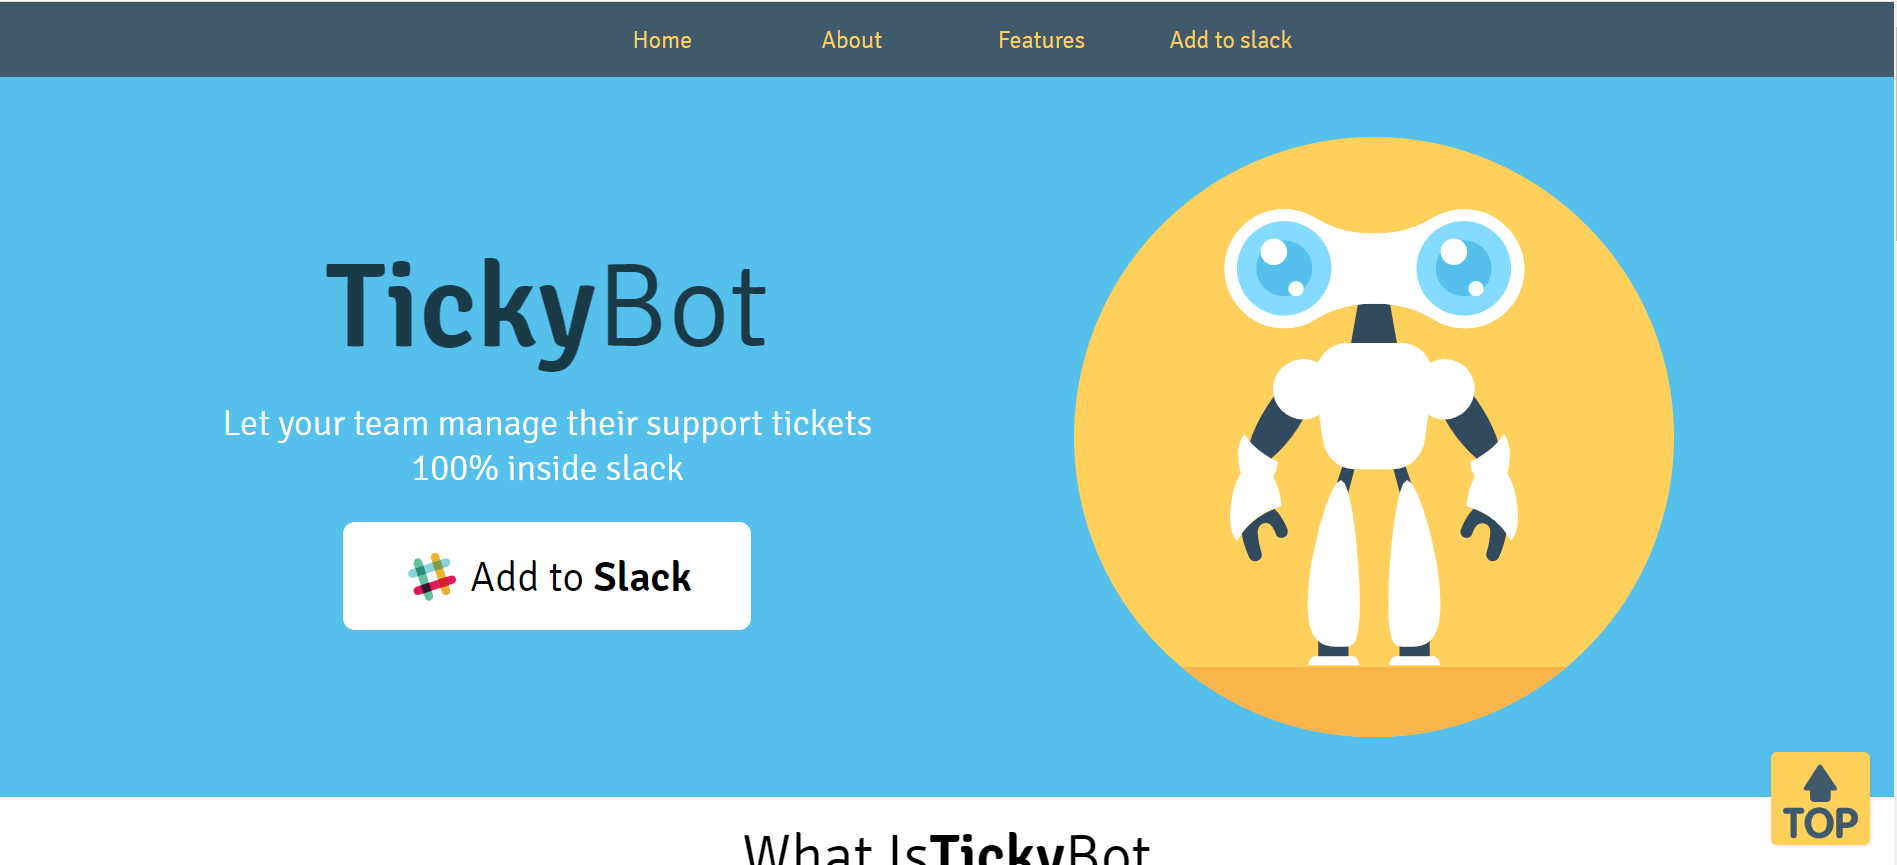 Home About Features Add to slack
TickyBot
Let your team manage their support tickets
100% inside slack
Add to Slack
TOP
What IsTickyBot